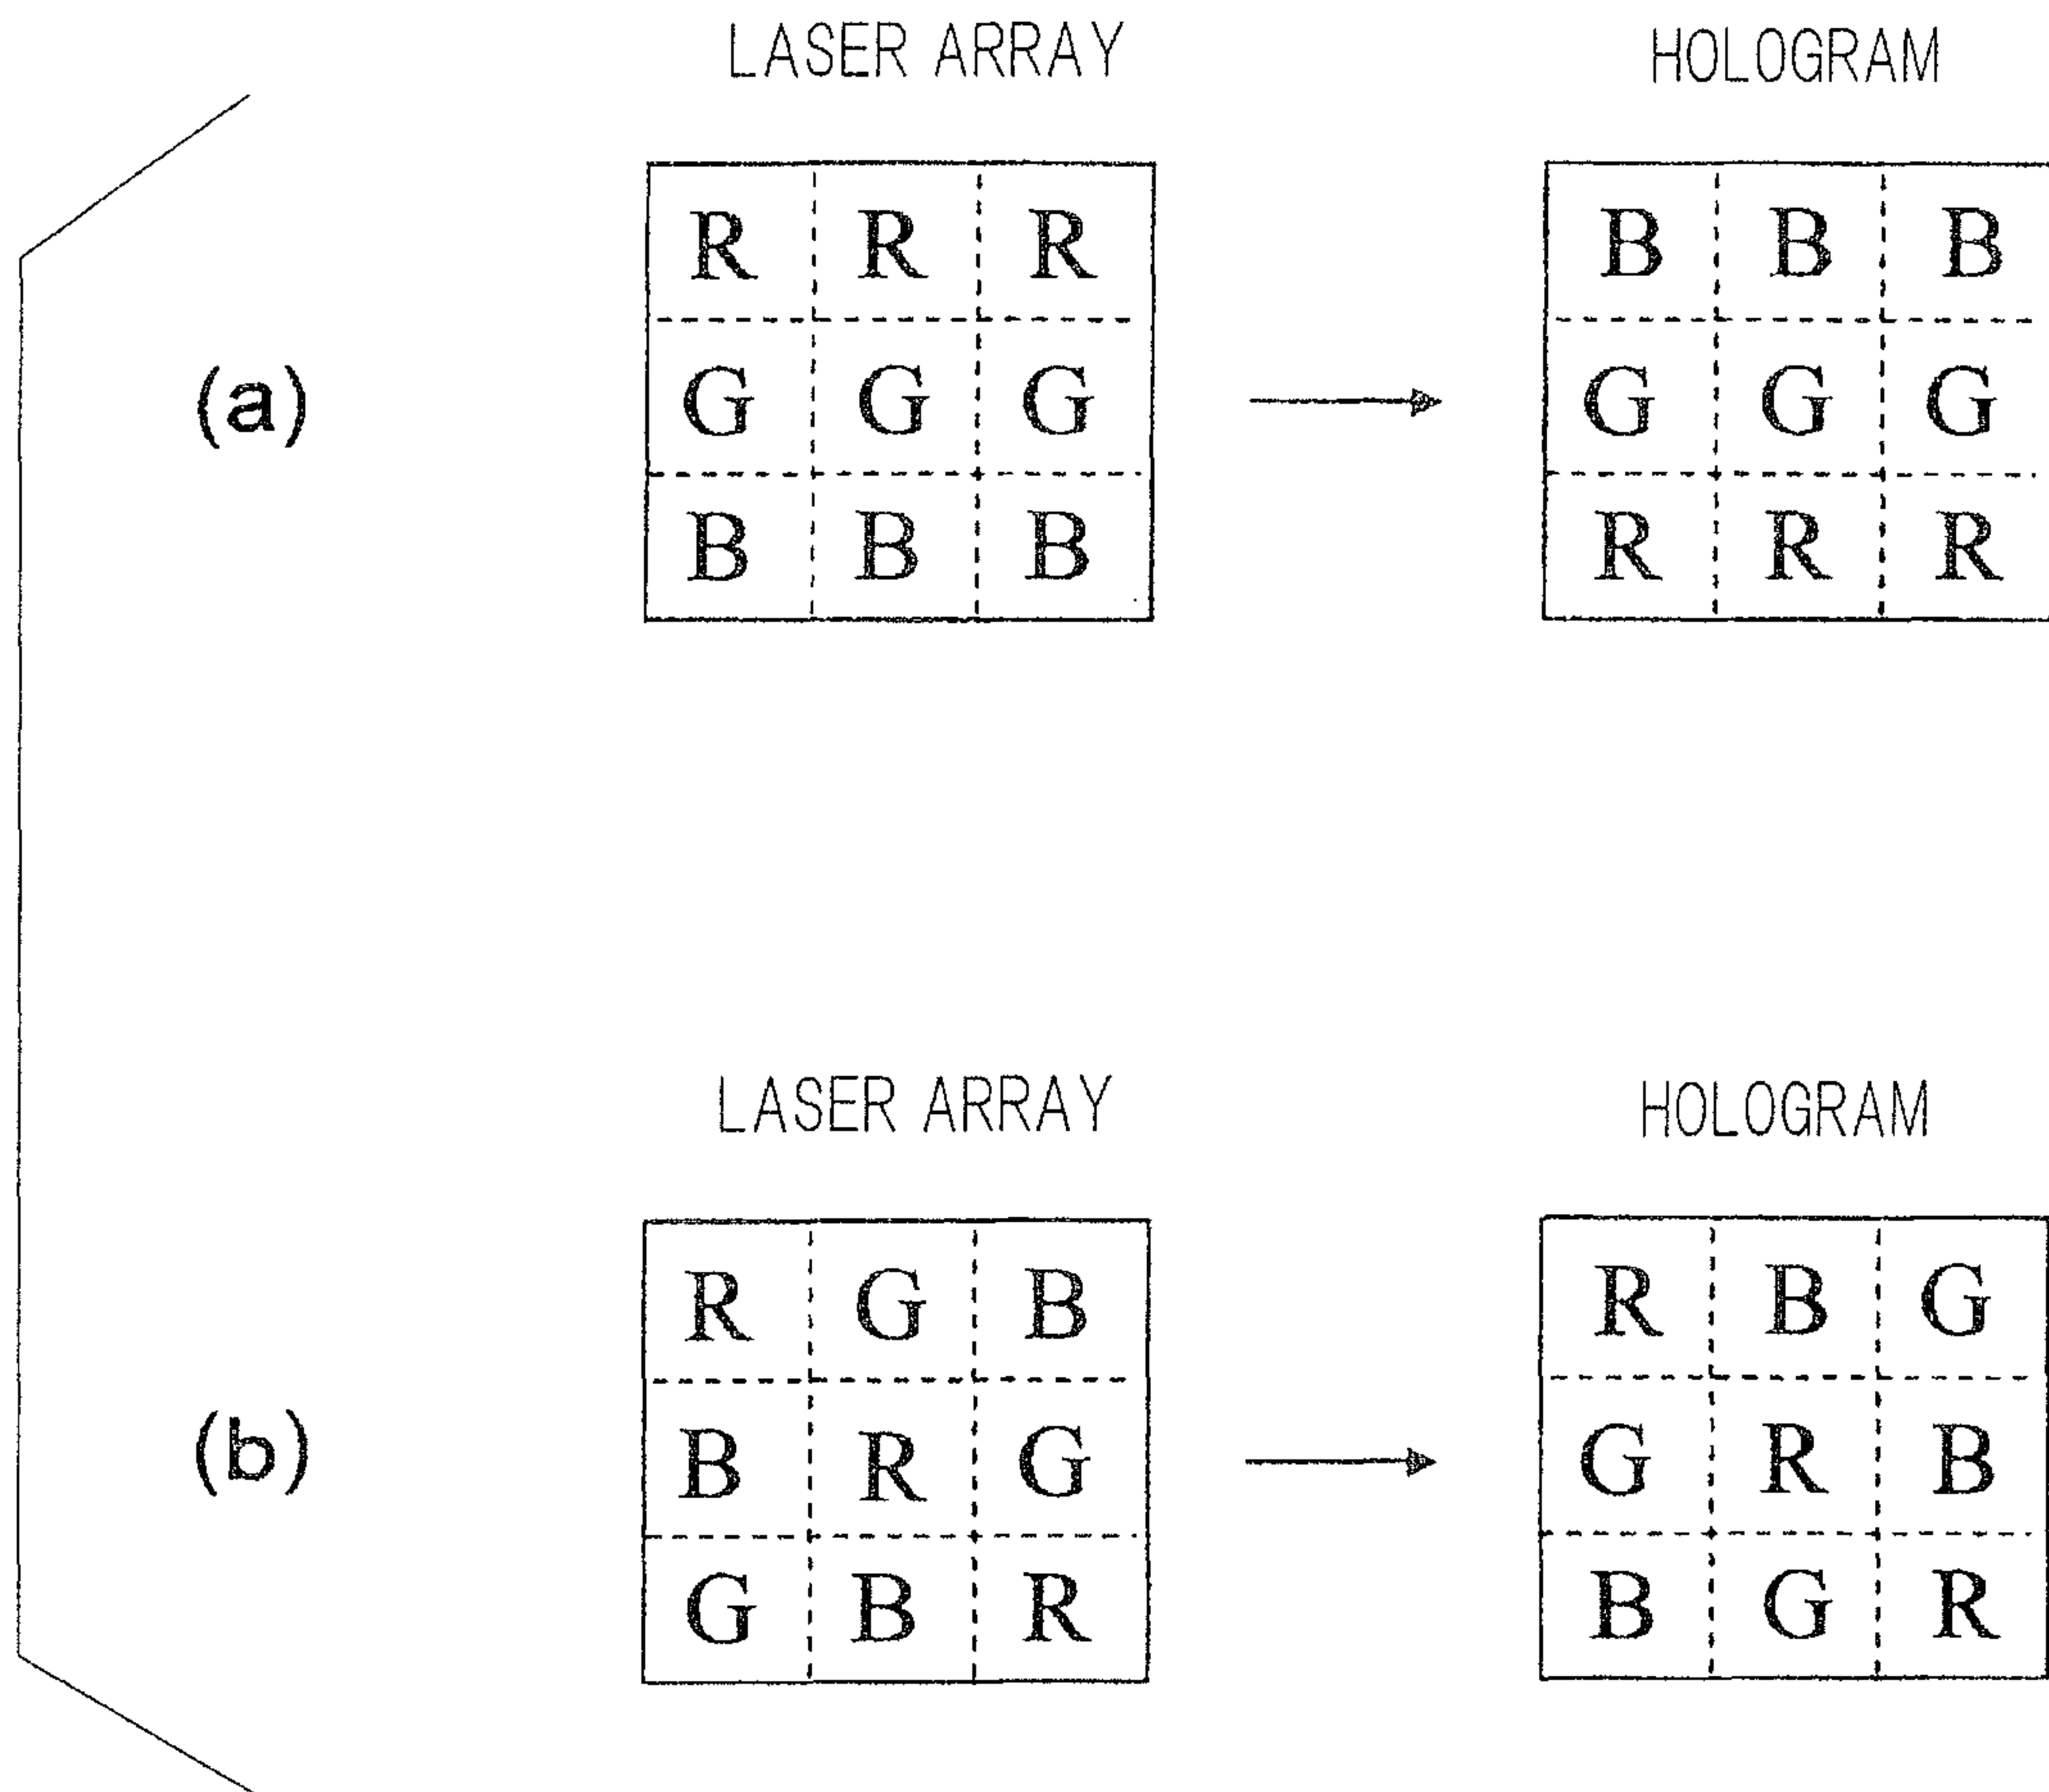 LASER ARRAY HOLOGRAM
R R R B B B
(a) G G G G G G
B B B R R R
LASER ARRAY HOLOGRAM
R G B R B G
(b) B R G G R B
G B R B G R